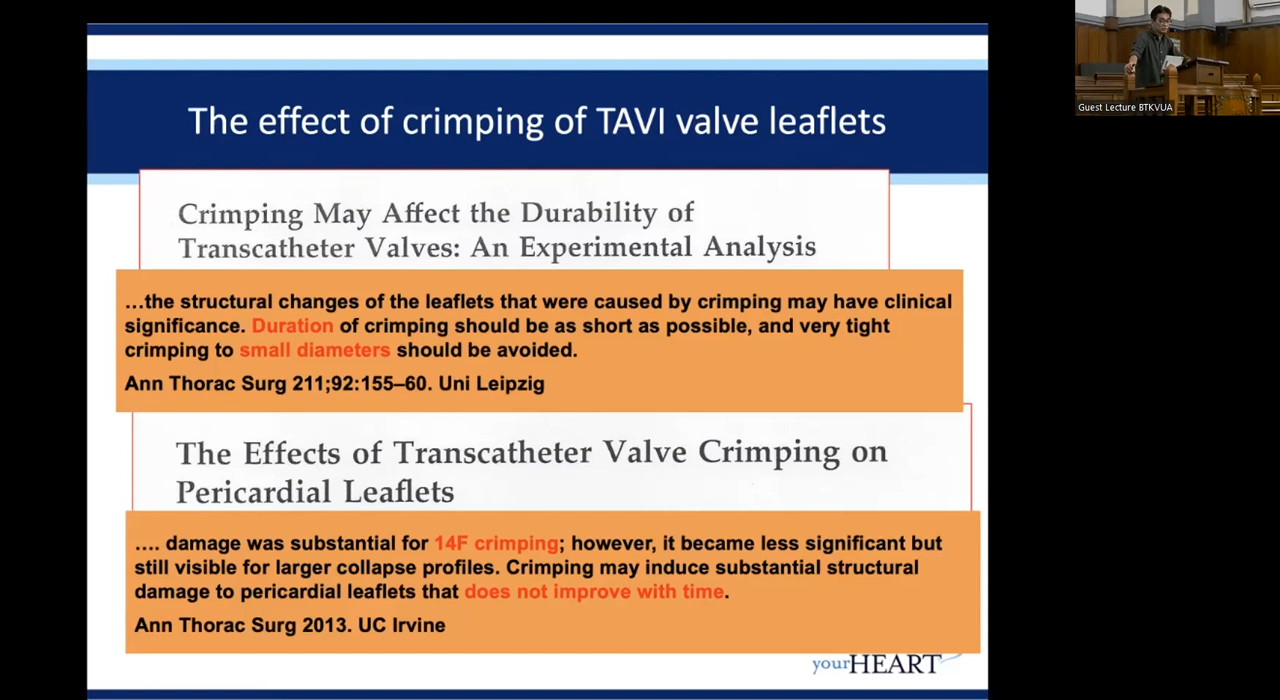 The effect of crimping of TAVI valve leaflets
Crimping May Affect the Durability of
Transcatheter Valves: An Experimental Analysis
...the structural changes of the leaflets that were caused by crimping may have clinical
significance. Duration of crimping should be as short as possible, and very tight
crimping to small diameters should be avoided.
Ann Thorac Surg 211;92:155–60. Uni Leipzig
The Effects of Transcatheter Valve Crimping on
Pericardial Leaflets
.... damage was substantial for 14F crimping; however, it became less significant but
still visible for larger collapse profiles. Crimping may induce substantial structural
damage to pericardial leaflets that does not improve with time.
Ann Thorac Surg 2013. UC Irvine
yourHEART
Guest Lecture BTKVUA